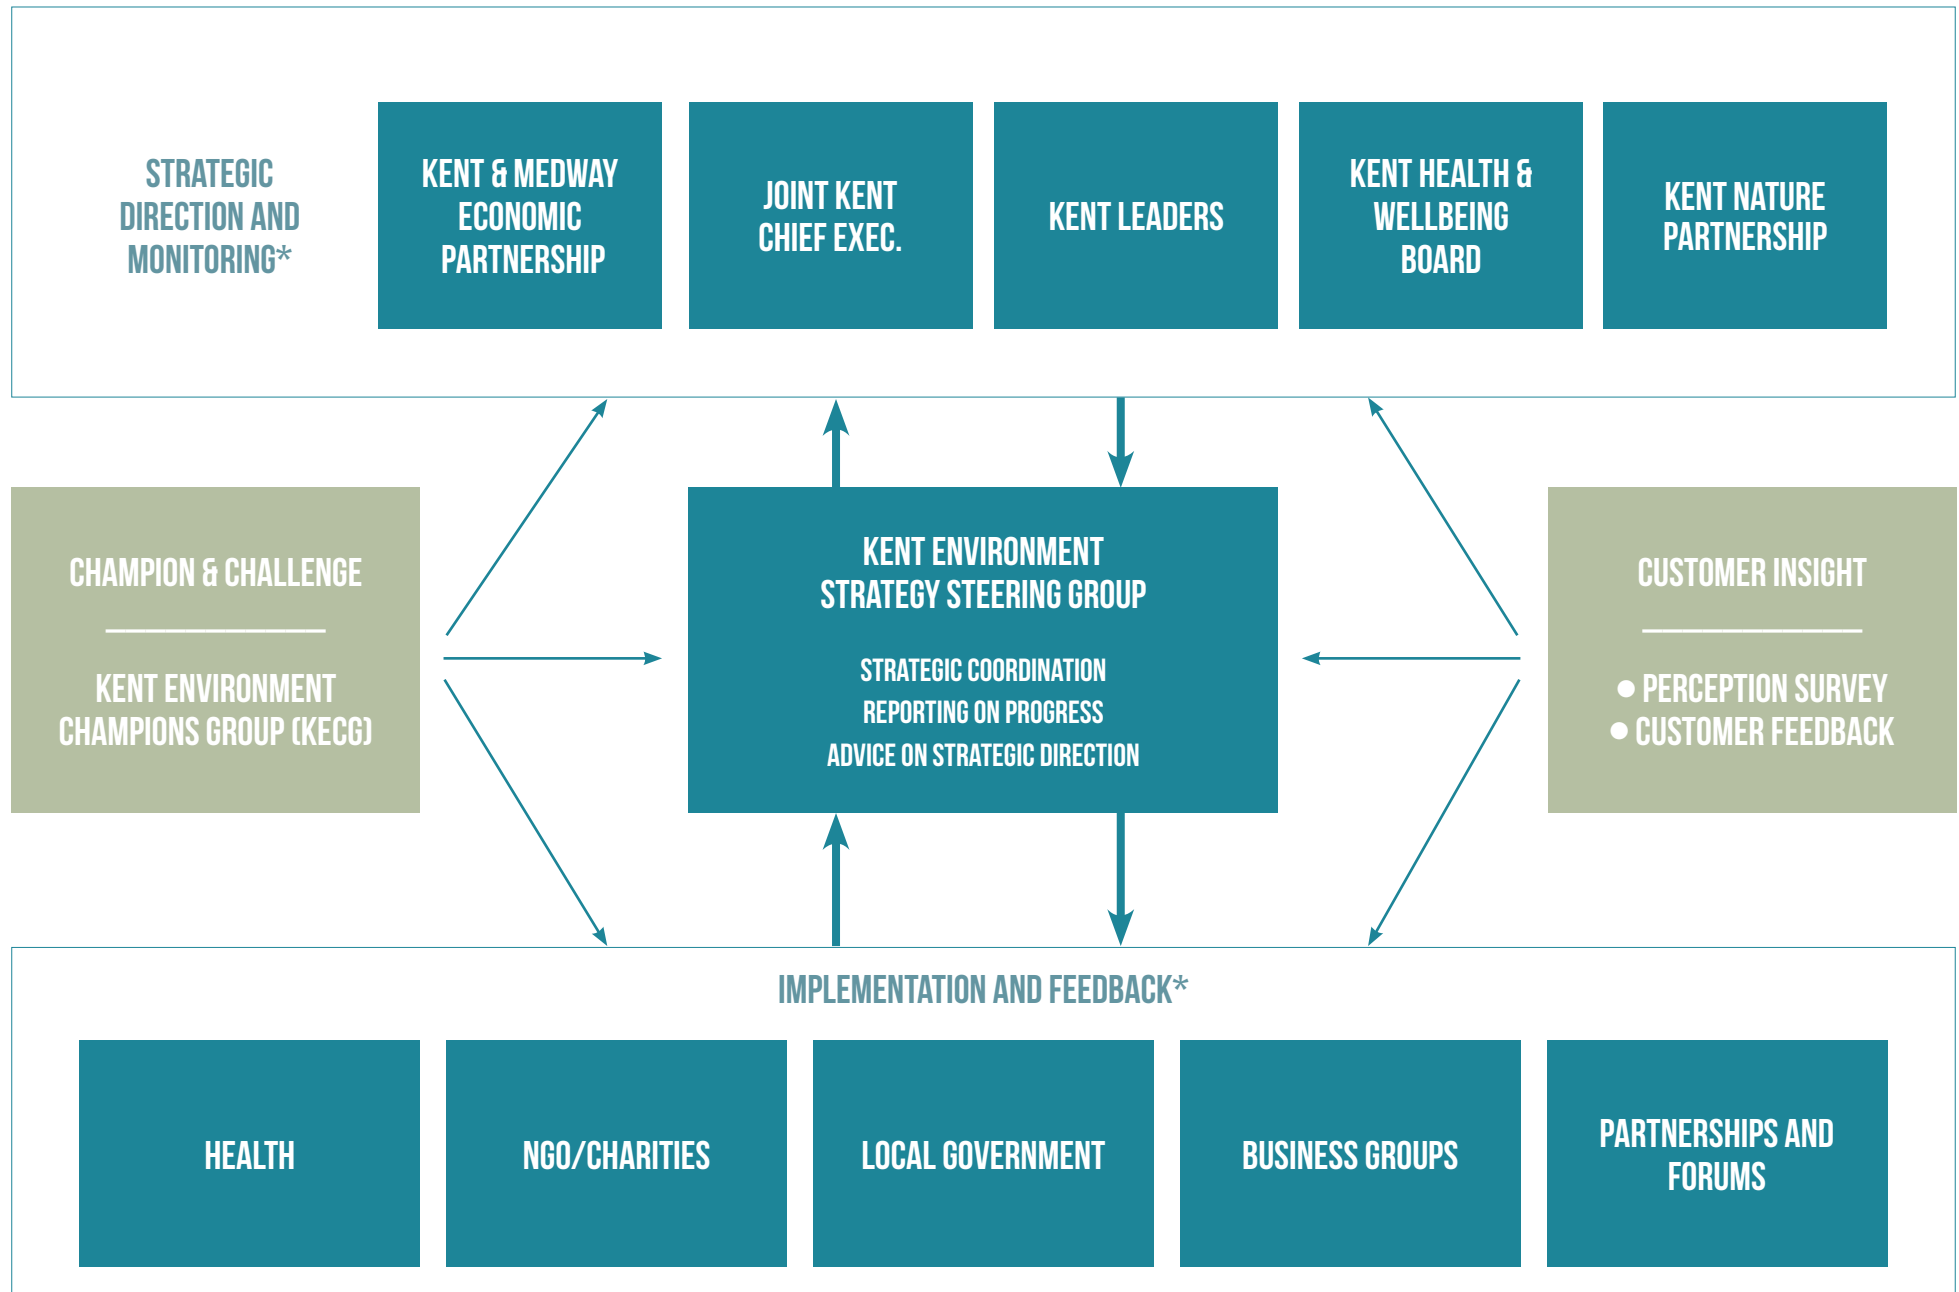 STRATEGIC
DIRECTION AND
MONITORING*
KENT & MEDWAY
ECONOMIC
PARTNERSHIP
JOINT KENT
CHIEF EXEC.
KENT LEADERS
KENT HEALTH &
WELLBEING
BOARD
KENT NATURE
PARTNERSHIP
CHAMPION & CHALLENGE
KENT ENVIRONMENT
CHAMPIONS GROUP (KECG)
KENT ENVIRONMENT
STRATEGY STEERING GROUP
STRATEGIC COORDINATION
REPORTING ON PROGRESS
ADVICE ON STRATEGIC DIRECTION
CUSTOMER INSIGHT
● PERCEPTION SURVEY
● CUSTOMER FEEDBACK
IMPLEMENTATION AND FEEDBACK*
HEALTH
NGO/CHARITIES
LOCAL GOVERNMENT
BUSINESS GROUPS
PARTNERSHIPS AND
FORUMS